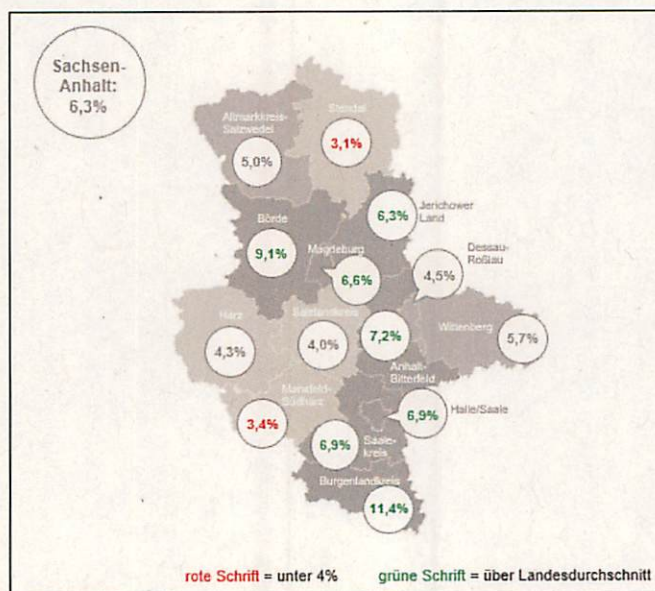 Sachsen-
Anhalt:
6,3%
Altmarkkreis-
Salzwedel
5,0%
Stendal
3,1%
Jerichower
Land
6,3%
Börde
9,1%
Magdeburg
6,6%
Dessau-
Roßlau
4,5%
Harz
4,3%
Salzlandkreis
4,0%
7,2%
Anhalt-
Bitterfeld
Wittenberg
5,7%
Mansfeld-
Südharz
3,4%
Halle/Saale
6,9%
6,9%
Saale-
kreis
Burgenlandkreis
11,4%
rote Schrift = unter 4%
grüne Schrift = über Landesdurchschnitt